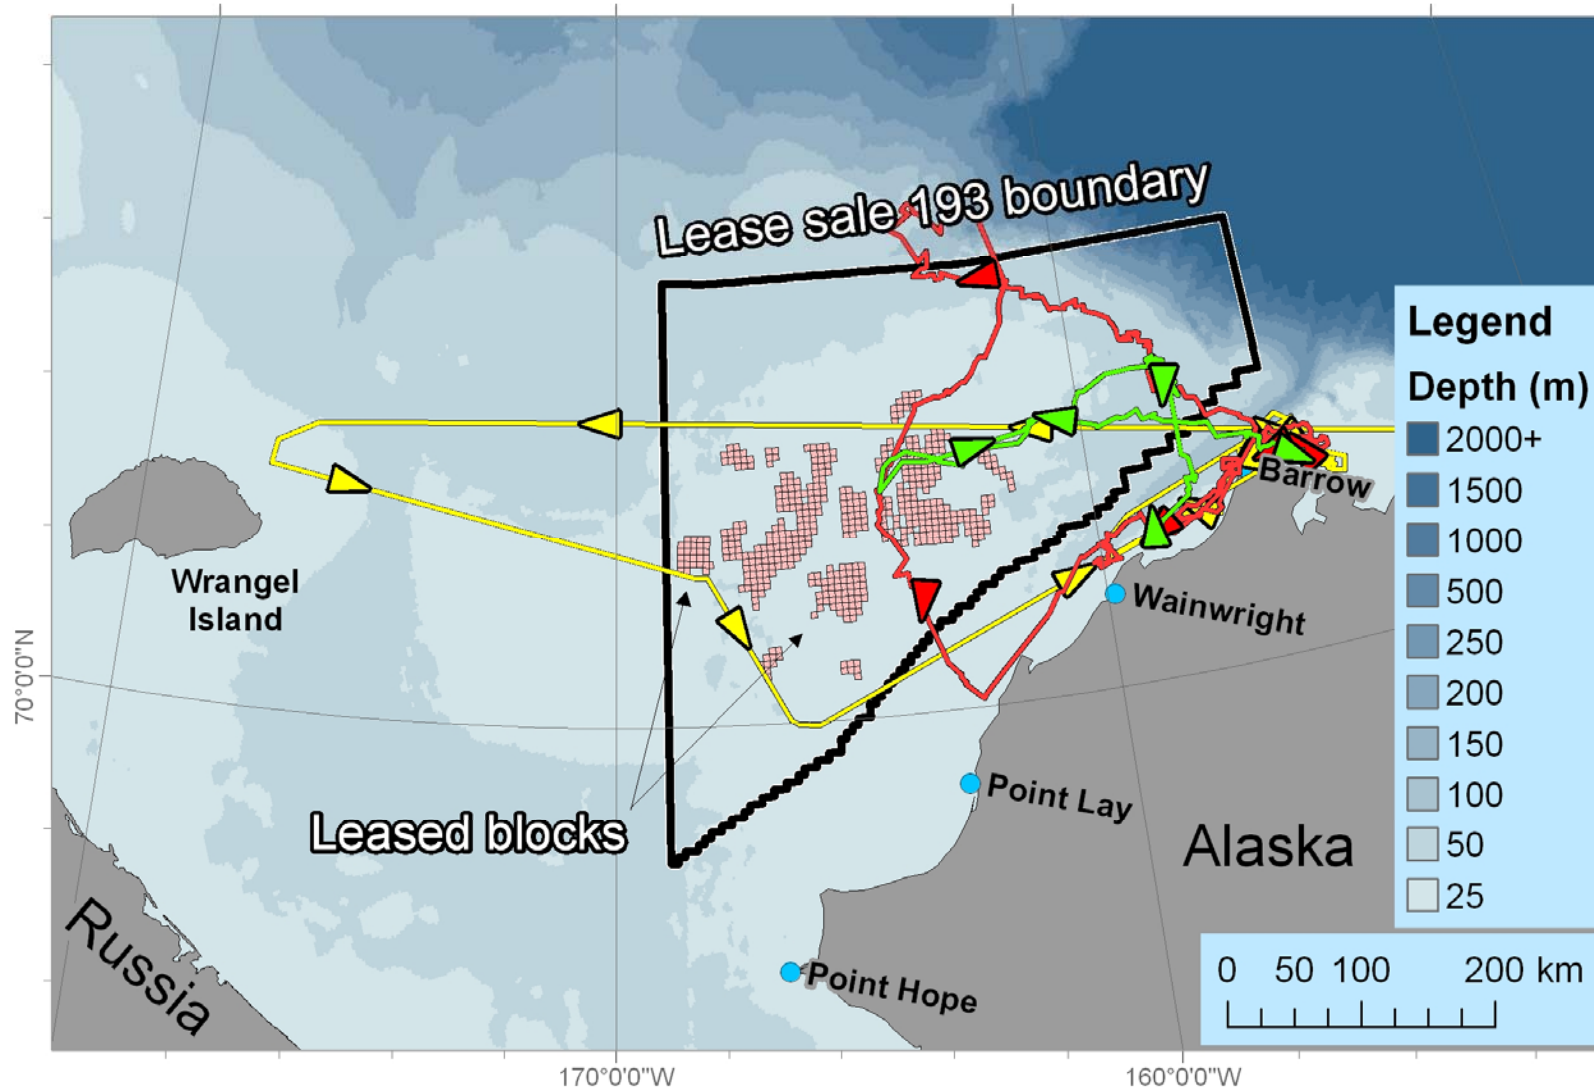 Lease sale 193 boundary
Legend
Depth (m)
2000+
1500
1000
500
250
200
150
100
50
25
Barrow
Wrangel
Island
Wainwright
70°0'0"N
Point Lay
Leased blocks
Alaska
Russia
Point Hope
0 50 100 200 km
170°0'0"W
160°0'0"W